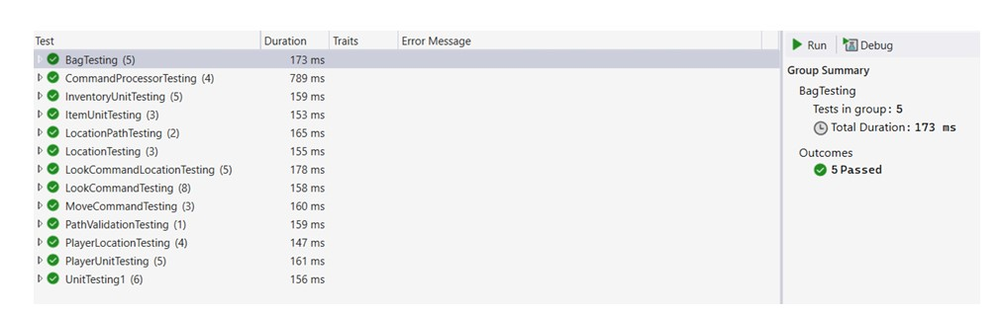 Test Duration Traits Error Message
BagTesting (5) 173 ms
CommandProcessorTesting (4) 789 ms
InventoryUnitTesting (5) 159 ms
ItemUnitTesting (3) 153 ms
LocationPathTesting (2) 165 ms
LocationTesting (3) 155 ms
LookCommandLocationTesting (5) 178 ms
LookCommandTesting (8) 158 ms
MoveCommandTesting (3) 160 ms
PathValidationTesting (1) 159 ms
PlayerLocationTesting (4) 147 ms
PlayerUnitTesting (5) 161 ms
UnitTesting1 (6) 156 ms
Run Debug
Group Summary
BagTesting
Tests in group: 5
Total Duration: 173 ms
Outcomes
5 Passed